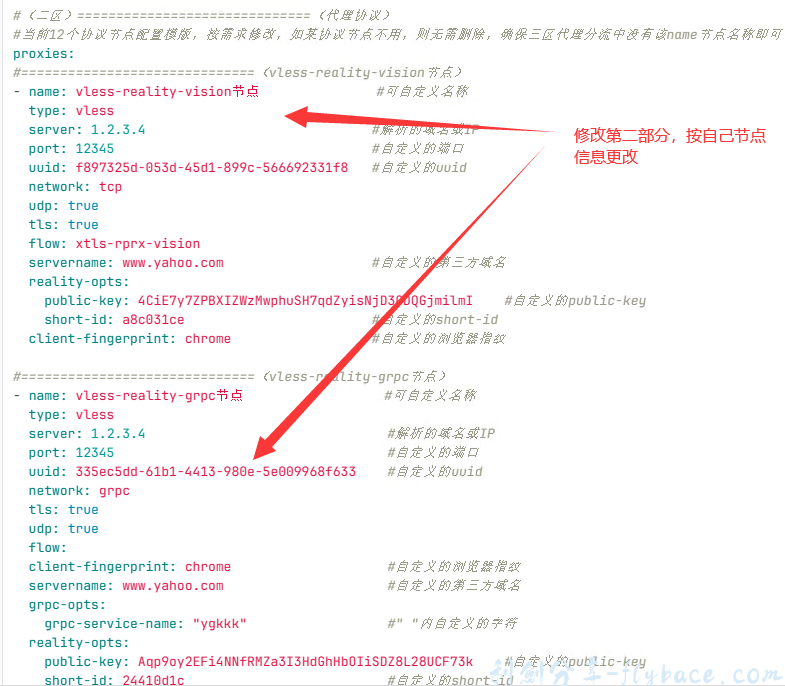 #（二区）==============================（代理协议）
#当前12个协议节点配置模版，按需求修改，如某协议节点不用，则无需删除，确保三区代理分流中没有该name节点名称即可
proxies:
#==============================（vless-reality-vision节点）
- name: vless-reality-vision节点 #可自定义名称
type: vless
server: 1.2.3.4 #解析的域名或IP
port: 12345 #自定义的端口
uuid: f897325d-053d-45d1-899c-566692331f8 #自定义的uuid
network: tcp
udp: true
tls: true
flow: xtls-rprx-vision
servername: www.yahoo.com #自定义的第三方域名
reality-opts:
public-key: #自定义的public-key
short-id: a8c031ce #自定义的short-id
client-fingerprint: chrome #自定义的浏览器指纹
修改第二部分，按自己节点
信息更改
#==============================（vless-reality-grpc节点）
- name: vless-reality-grpc节点 #可自定义名称
type: vless
server: 1.2.3.4 #解析的域名或IP
port: 12345 #自定义的端口
uuid: 335ec5dd-61b1-4413-980e-5e009968f633 #自定义的uuid
network: grpc
tls: true
udp: true
flow:
client-fingerprint: chrome #自定义的浏览器指纹
servername: www.yahoo.com #自定义的第三方域名
grpc-opts:
grpc-service-name: "ygkkk" #" "内自定义的字符
reality-opts:
public-key: Aqp9oy2EFi4NNfRMZa3I3HdGhHbOIiSDZ8L28UCF73k #自定义的public-key
short-id: 24410d1c #自定义的short-id
分享-flybace.com